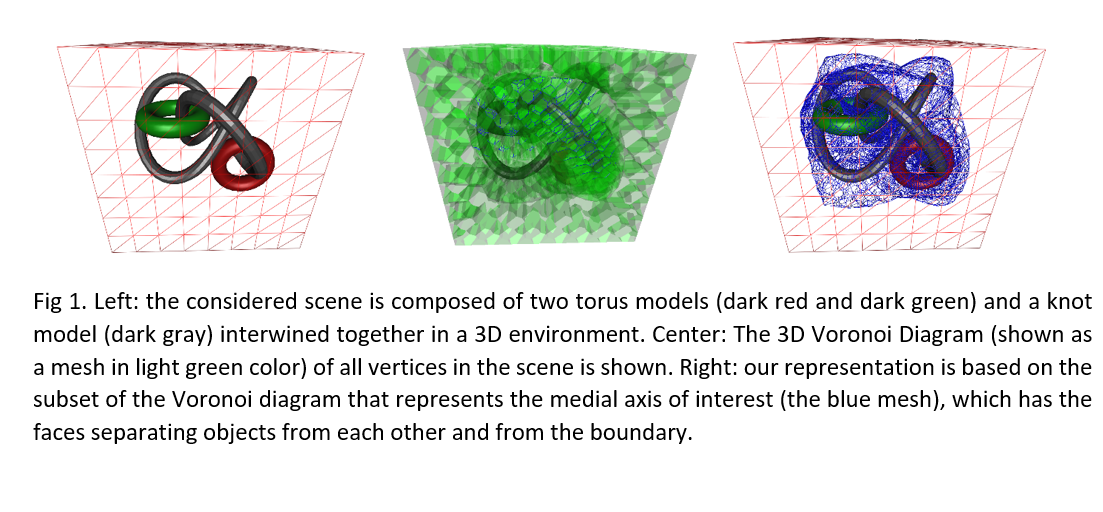 Fig 1. Left: the considered scene is composed of two torus models (dark red and dark green) and a knot
model (dark gray) interwined together in a 3D environment. Center: The 3D Voronoi Diagram (shown as
a mesh in light green color) of all vertices in the scene is shown. Right: our representation is based on the
subset of the Voronoi diagram that represents the medial axis of interest (the blue mesh), which has the
faces separating objects from each other and from the boundary.